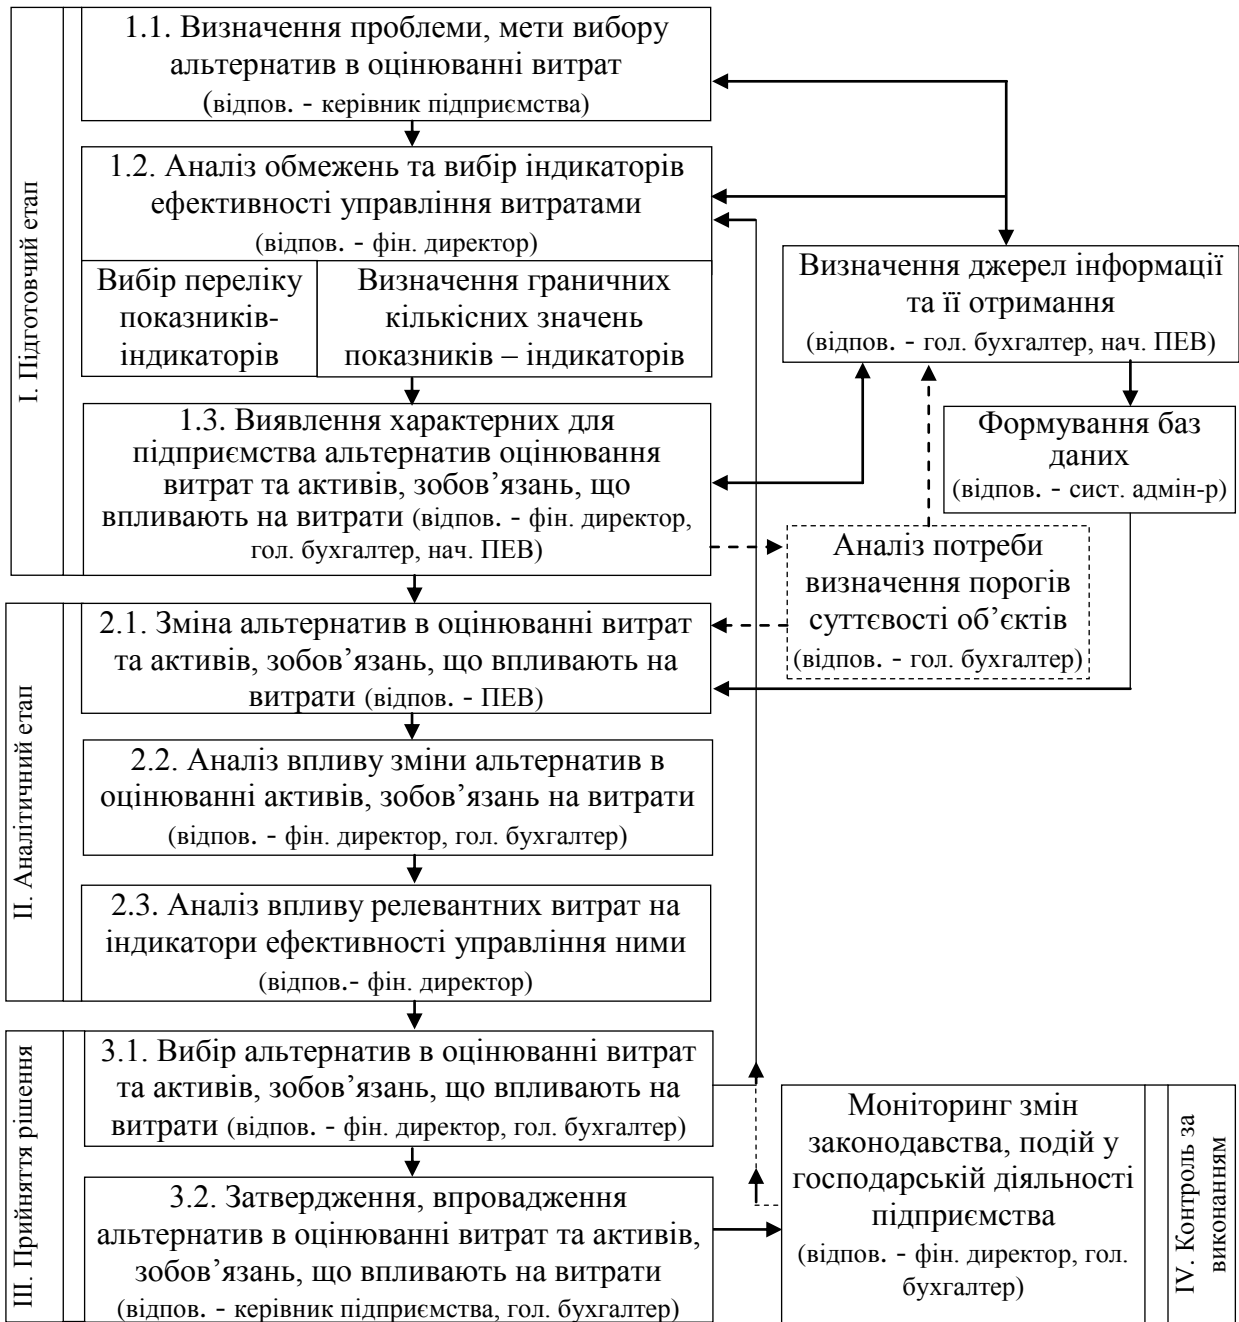 I. Підготовчий етап
1.1. Визначення проблеми, мети вибору
альтернатив в оцінюванні витрат
(відпов. - керівник підприємства)
1.2. Аналіз обмежень та вибір індикаторів
ефективності управління витратами
(відпов. - фін. директор)
Вибір переліку
показників-
індикаторів
Визначення граничних
кількісних значень
показників – індикаторів
1.3. Виявлення характерних для
підприємства альтернатив оцінювання
витрат та активів, зобов’язань, що
впливають на витрати (відпов. - фін. директор,
гол. бухгалтер, нач. ПЕВ)
Визначення джерел інформації
та її отримання
(відпов. - гол. бухгалтер, нач. ПЕВ)
Формування баз
даних
(відпов. - сист. адмін-р)
Аналіз потреби
визначення порогів
суттєвості об’єктів
(відпов. - гол. бухгалтер)
II. Аналітичний етап
2.1. Зміна альтернатив в оцінюванні витрат
та активів, зобов’язань, що впливають на
витрати (відпов. - ПЕВ)
2.2. Аналіз впливу зміни альтернатив в
оцінюванні активів, зобов’язань на витрати
(відпов. - фін. директор, гол. бухгалтер)
2.3. Аналіз впливу релевантних витрат на
індикатори ефективності управління ними
(відпов.- фін. директор)
III. Прийняття рішення
3.1. Вибір альтернатив в оцінюванні витрат
та активів, зобов’язань, що впливають на
витрати (відпов. - фін. директор, гол. бухгалтер)
3.2. Затвердження, впровадження
альтернатив в оцінюванні витрат та активів,
зобов’язань, що впливають на витрати
(відпов. - керівник підприємства, гол. бухгалтер)
Моніторинг змін
законодавства, подій у
господарській діяльності
підприємства
(відпов. - фін. директор, гол.
бухгалтер)
IV. Контроль за
виконанням